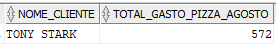 NOME_CLIENTE TOTAL_GASTO_PIZZA_AGOSTO
TONY STARK 572